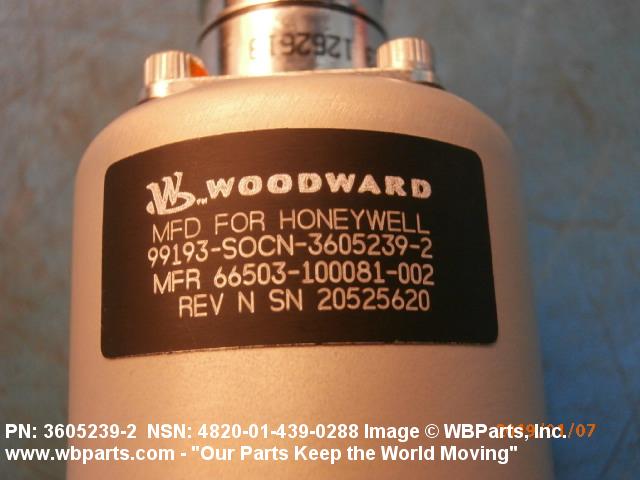 1262613
WOODWARD
MFD FOR HONEYWELL
99193-SOCN-3605239-2
MFR 66503-100081-002
REV N SN 20525620
PN: 3605239-2 NSN: 4820-01-439-0288 Image © WBParts, Inc.
www.wbparts.com - "Our Parts Keep the World Moving"